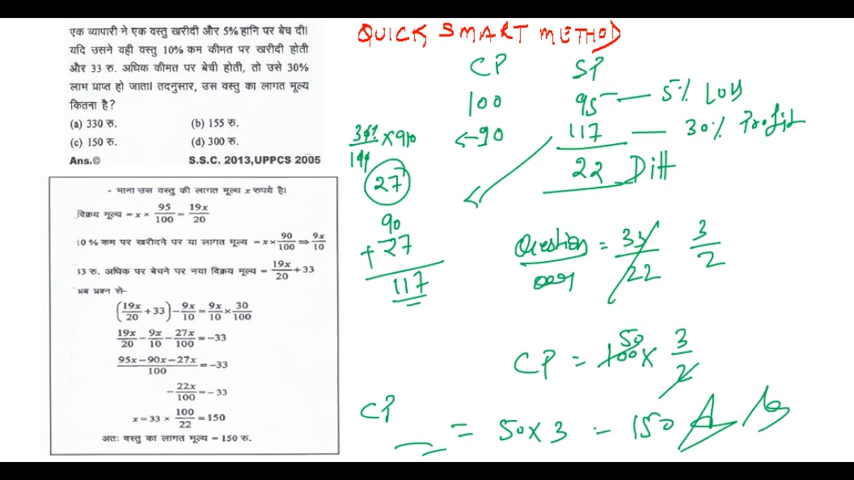 एक व्यापारी ने एक वस्तु खरीदी और 5% हानि पर बेच दी।
यदि उसने वही वस्तु 10% कम कीमत पर खरीदी होती
और 33 रु. अधिक कीमत पर बेची होती, तो उसे 30%
लाभ प्राप्त हो जाता। तदनुसार, उस वस्तु का लागत मूल्य
कितना है?
(a) 330 रु. (b) 155 रु.
(c) 150 रु. (d) 300 रु.
Ans.© S.S.C. 2013,UPPCS 2005
- माना उस वस्तु की लागत मूल्य x रुपये है।
विक्रय मूल्य = x × 95/100 = 19x/20
10 % कम पर खरीदने पर या लागत मूल्य = x × 90/100 ⇒ 9x/10
33 रु. अधिक पर बेचने पर नया विक्रय मूल्य = 19x/20 + 33
अब प्रश्न से-
(19x/20 + 33) − 9x/10 = 9x/10 × 30/100
19x/20 − 9x/10 − 27x/100 = −33
95x−90x−27x/100 = −33
−22x/100 = −33
x = 33 × 100/22 = 150
अतः वस्तु का लागत मूल्य = 150 रु.
QUICK SMART METHOD
CP SP
100 95 — 5% Loss
30%/100 × 90 ← 90 117 — 30% Profit
27 22 Diff
90
+ 27
117
Question = 33/22 3/2
CP = 50 100 × 3/2
CP = 50 × 3 = 150 A